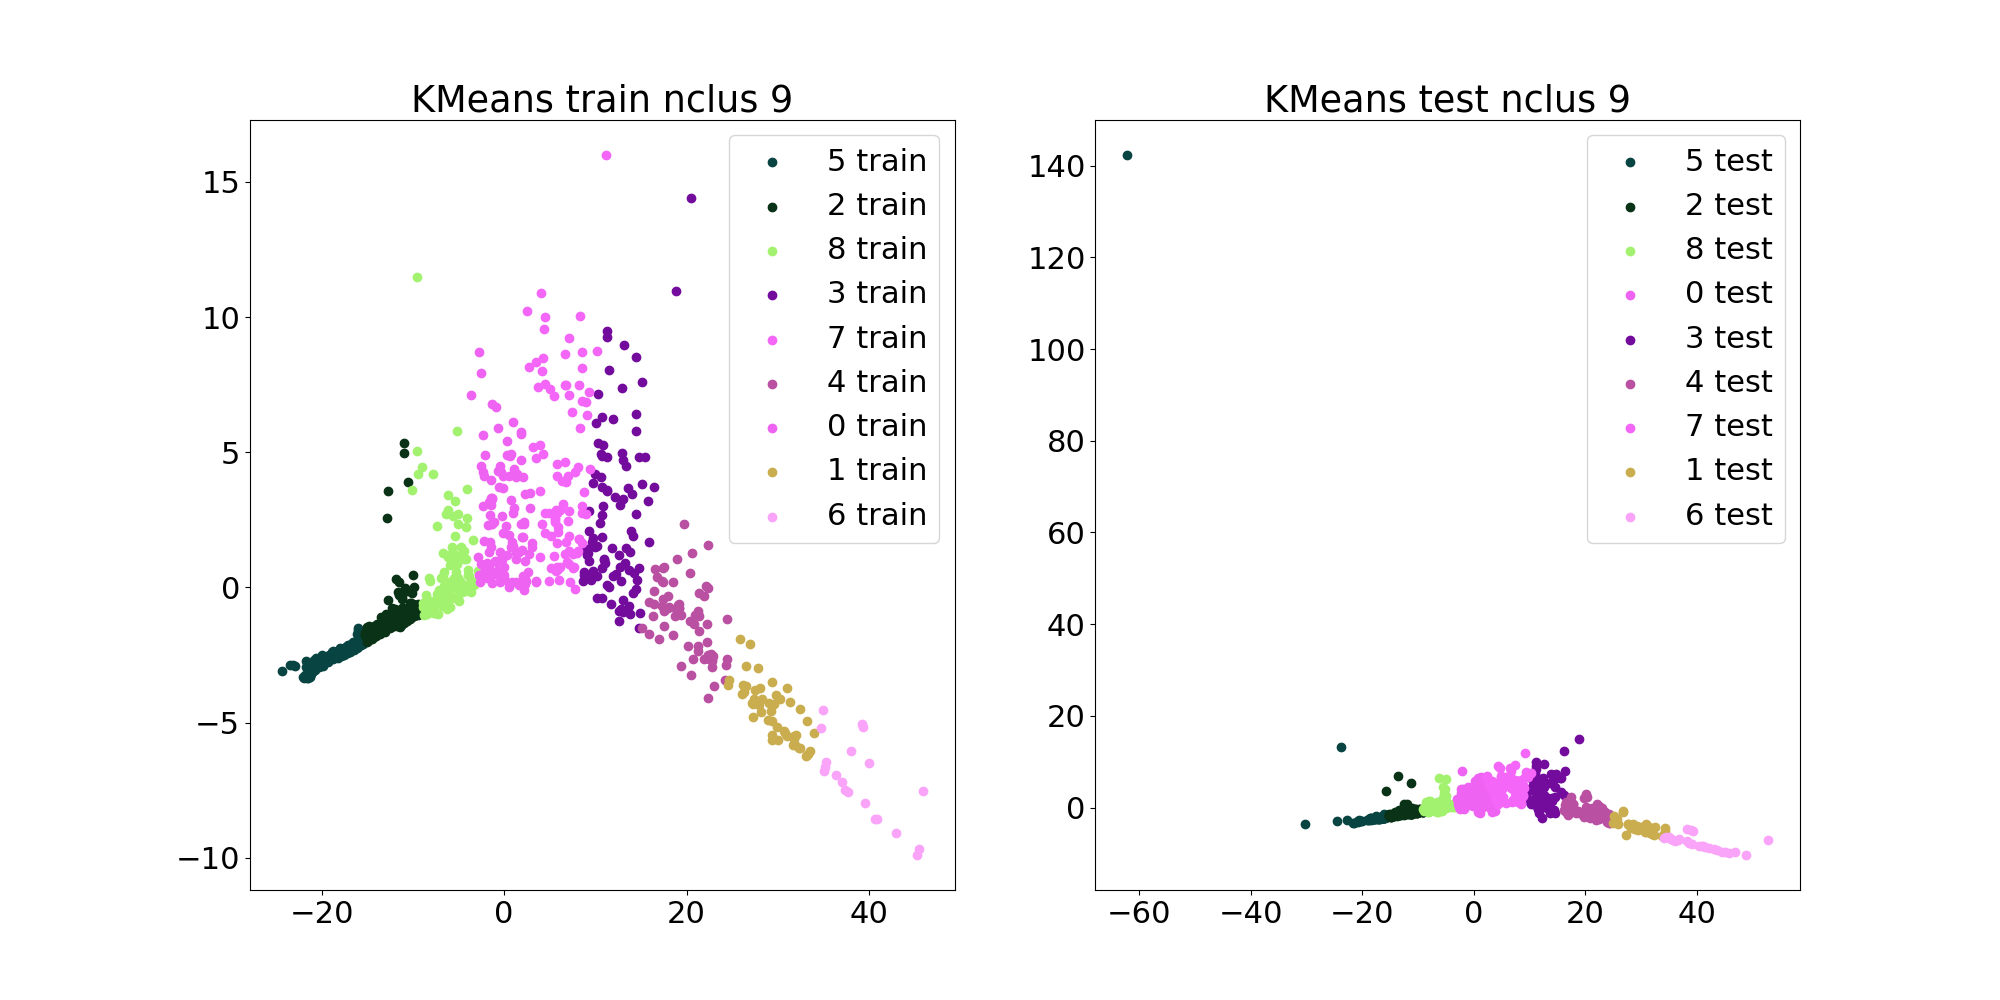 KMeans train nclus 9
15
10
5
0
−5
−10
−20
0
20
40
5 train
2 train
8 train
3 train
7 train
4 train
0 train
1 train
6 train
KMeans test nclus 9
140
120
100
80
60
40
20
0
−60
−40
−20
0
20
40
5 test
2 test
8 test
0 test
3 test
4 test
7 test
1 test
6 test